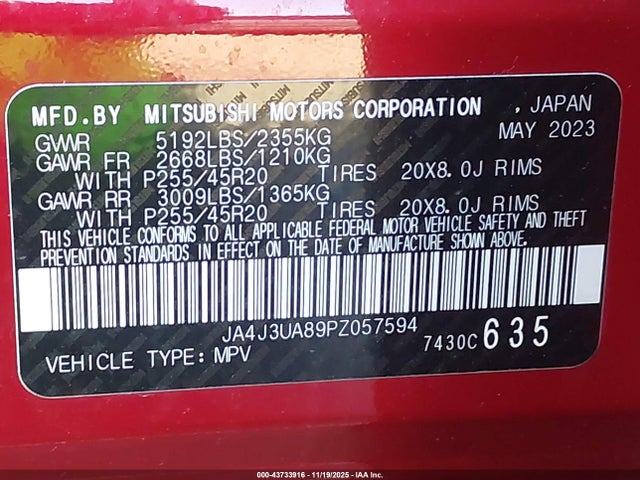 MFD.BY MITSUBISHI MOTORS CORPORATION , JAPAN
GVWR 5192LBS/2355KG MAY 2023
GAWR FR 2668LBS/1210KG
WITH P255/45R20 TIRES 20X8.0J RIMS
GAWR RR 3009LBS/1365KG
WITH P255/45R20 TIRES 20X8.0J RIMS
THIS VEHICLE CONFORMS TO ALL APPLICABLE FEDERAL MOTOR VEHICLE SAFETY AND THEFT
PREVENTION STANDARDS IN EFFECT ON THE DATE OF MANUFACTURE SHOWN ABOVE.
JA4J3UA89PZ057594
VEHICLE TYPE: MPV 7430C 635
000-43733916 - 11/19/2025 - IAA Inc.